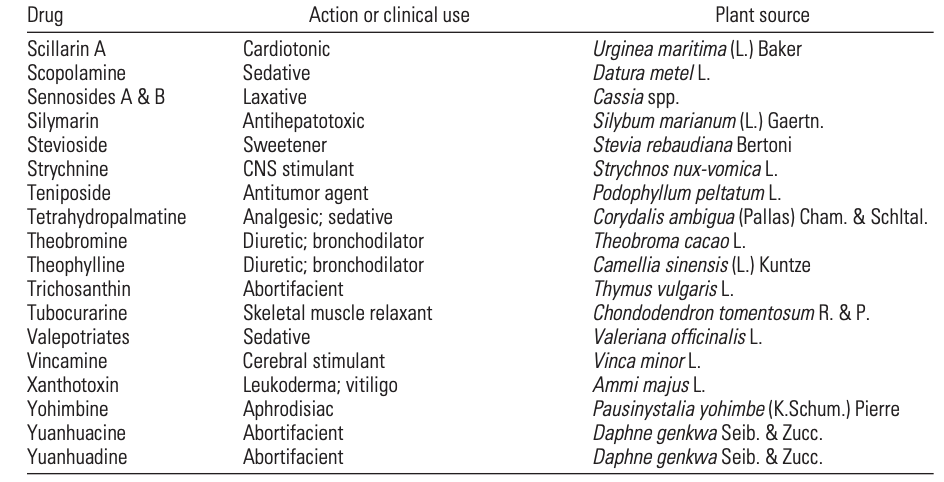 Drug Action or clinical use Plant source
Scillarin A Cardiotonic Urginea maritima (L.) Baker
Scopolamine Sedative Datura metel L.
Sennosides A & B Laxative Cassia spp.
Silymarin Antihepatotoxic Silybum marianum (L.) Gaertn.
Stevioside Sweetener Stevia rebaudiana Bertoni
Strychnine CNS stimulant Strychnos nux-vomica L.
Teniposide Antitumor agent Podophyllum peltatum L.
Tetrahydropalmatine Analgesic; sedative Corydalis ambigua (Pallas) Cham. & Schltal.
Theobromine Diuretic; bronchodilator Theobroma cacao L.
Theophylline Diuretic; bronchodilator Camellia sinensis (L.) Kuntze
Trichosanthin Abortifacient Thymus vulgaris L.
Tubocurarine Skeletal muscle relaxant Chondodendron tomentosum R. & P.
Valepotriates Sedative Valeriana officinalis L.
Vincamine Cerebral stimulant Vinca minor L.
Xanthotoxin Leukoderma; vitiligo Ammi majus L.
Yohimbine Aphrodisiac Pausinystalia yohimbe (K.Schum.) Pierre
Yuanhuacine Abortifacient Daphne genkwa Seib. & Zucc.
Yuanhuadine Abortifacient Daphne genkwa Seib. & Zucc.